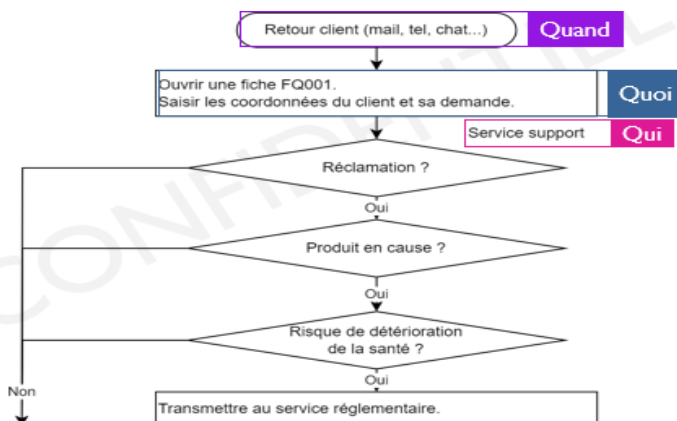 Retour client (mail, tel, chat...)
Quand
Ouvrir une fiche FQ001.
Saisir les coordonnées du client et sa demande.
Quoi
Service support
Qui
Réclamation ?
Oui
Produit en cause ?
Oui
Risque de détérioration
de la santé ?
Oui
Non
Transmettre au service réglementaire.
CONFIDENTIEL